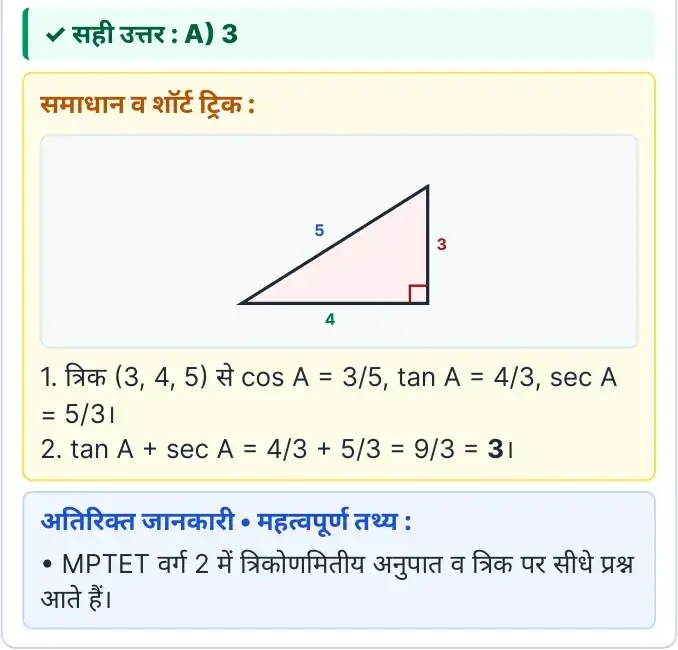 ✓ सही उत्तर : A) 3
समाधान व शॉर्ट ट्रिक :
5
3
4
1. त्रिक (3, 4, 5) से cos A = 3/5, tan A = 4/3, sec A
= 5/3।
2. tan A + sec A = 4/3 + 5/3 = 9/3 = 3।
अतिरिक्त जानकारी • महत्वपूर्ण तथ्य :
• MPTET वर्ग 2 में त्रिकोणमितीय अनुपात व त्रिक पर सीधे प्रश्न
आते हैं।